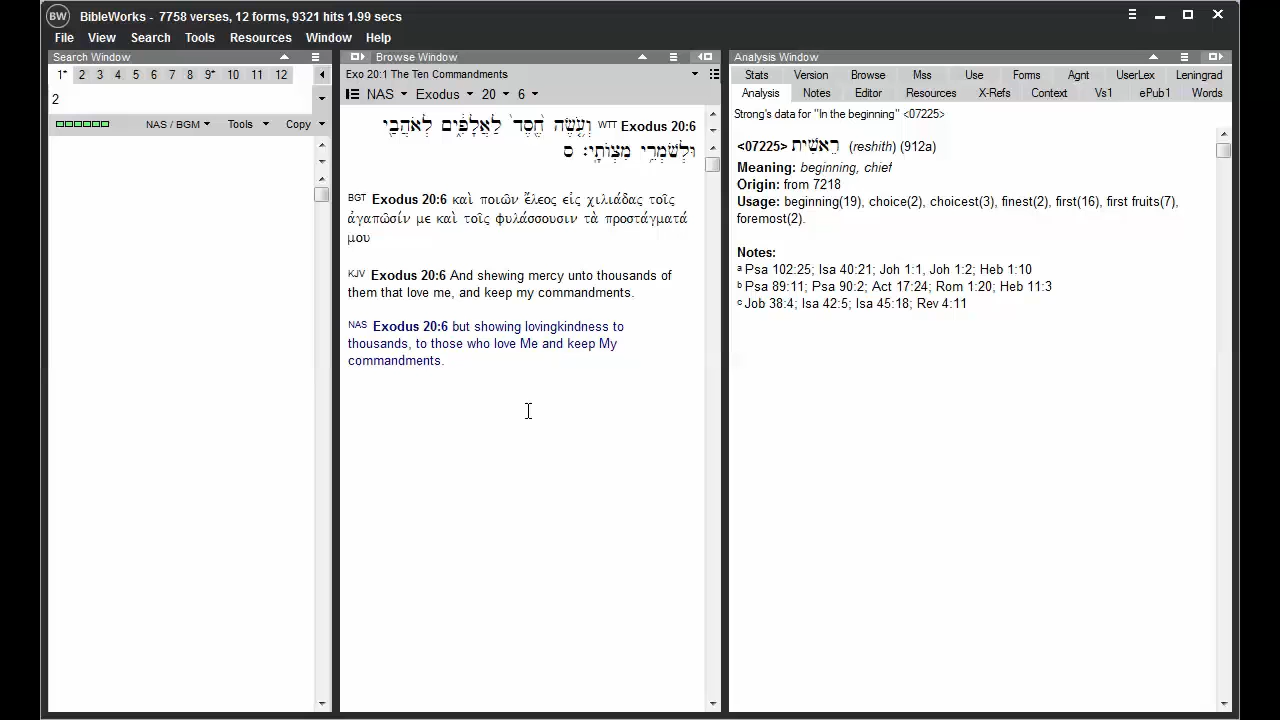 BW BibleWorks - 7758 verses, 12 forms, 9321 hits 1.99 secs
File View Search Tools Resources Window Help
Search Window
1* 2 3 4 5 6 7 8 9* 10 11 12
2
NAS / BGM Tools Copy
Browse Window
Exo 20:1 The Ten Commandments
NAS Exodus 20 6
WTT Exodus 20:6 וְעֹ֥שֶׂה חֶ֖סֶד לַאֲלָפִ֑ים לְאֹהֲבַ֖י
וּלְשֹׁמְרֵ֥י מִצְוֹתָֽי׃ ס
BGT Exodus 20:6 καὶ ποιῶν ἔλεος εἰς χιλιάδας τοῖς
ἀγαπῶσίν με καὶ τοῖς φυλάσσουσιν τὰ προστάγματά
μου
KJV Exodus 20:6 And shewing mercy unto thousands of
them that love me, and keep my commandments.
NAS Exodus 20:6 but showing lovingkindness to
thousands, to those who love Me and keep My
commandments.
Analysis Window
Stats Version Browse Mss Use Forms Agnt UserLex Leningrad
Analysis Notes Editor Resources X-Refs Context Vs1 ePub1 Words
Strong's data for "In the beginning" <07225>
<07225> רֵאשִׁית (reshith) (912a)
Meaning: beginning, chief
Origin: from 7218
Usage: beginning(19), choice(2), choicest(3), finest(2), first(16), first fruits(7),
foremost(2).
Notes:
a Psa 102:25; Isa 40:21; Joh 1:1, Joh 1:2; Heb 1:10
b Psa 89:11; Psa 90:2; Act 17:24; Rom 1:20; Heb 11:3
c Job 38:4; Isa 42:5; Isa 45:18; Rev 4:11